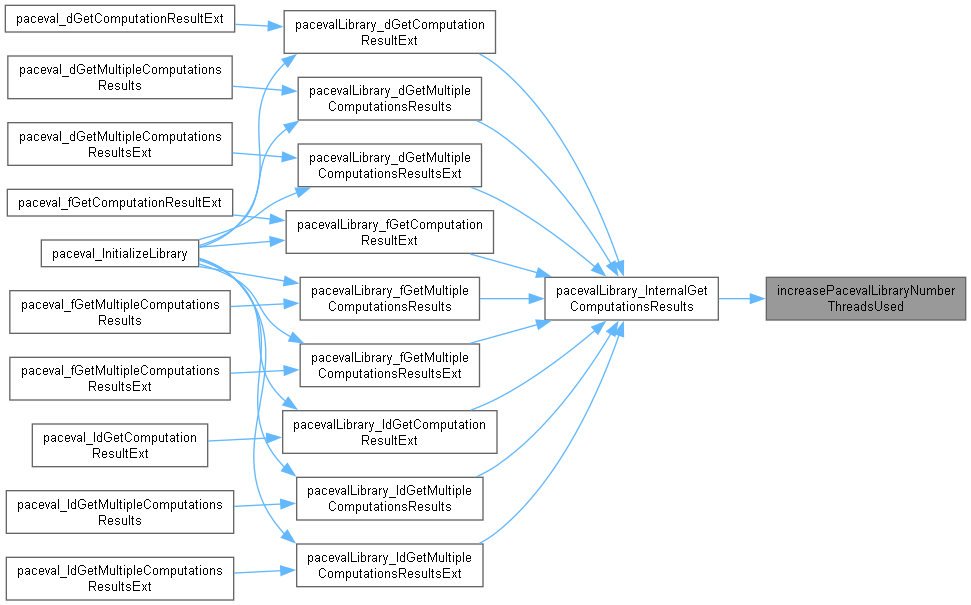 paceval_dGetComputationResultExt
paceval_dGetMultipleComputations
Results
paceval_dGetMultipleComputations
ResultsExt
paceval_fGetComputationResultExt
paceval_InitializeLibrary
paceval_fGetMultipleComputations
Results
paceval_fGetMultipleComputations
ResultsExt
paceval_ldGetComputation
ResultExt
paceval_ldGetMultipleComputations
Results
paceval_ldGetMultipleComputations
ResultsExt
pacevalLibrary_dGetComputation
ResultExt
pacevalLibrary_dGetMultiple
ComputationsResults
pacevalLibrary_dGetMultiple
ComputationsResultsExt
pacevalLibrary_fGetComputation
ResultExt
pacevalLibrary_fGetMultiple
ComputationsResults
pacevalLibrary_fGetMultiple
ComputationsResultsExt
pacevalLibrary_ldGetComputation
ResultExt
pacevalLibrary_ldGetMultiple
ComputationsResults
pacevalLibrary_ldGetMultiple
ComputationsResultsExt
pacevalLibrary_InternalGet
ComputationsResults
increasePacevalLibraryNumber
ThreadsUsed